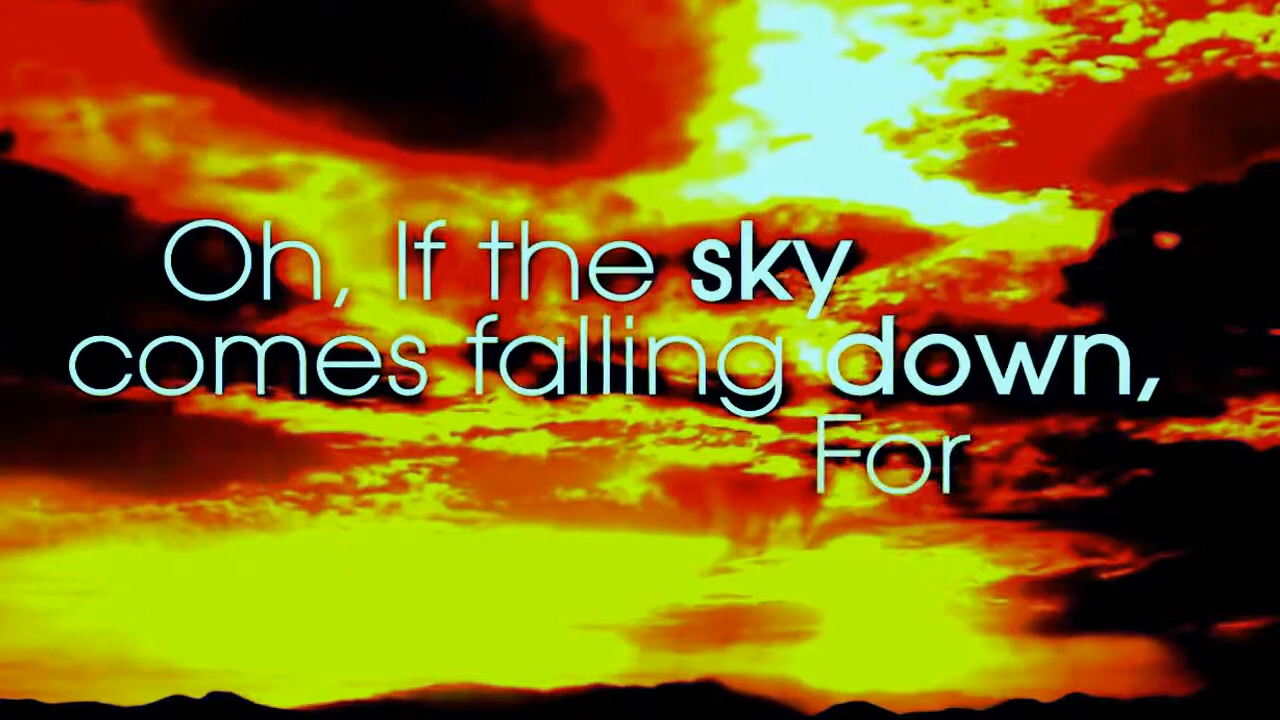 Oh, If the sky
comes falling down,
For